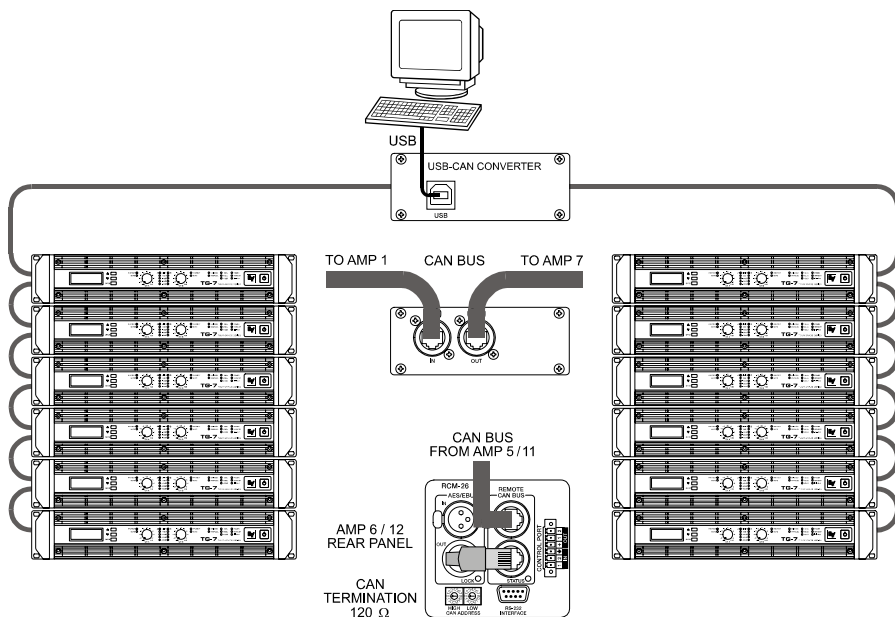 USB
USB-CAN CONVERTER
USB
TO AMP 1
CAN BUS
TO AMP 7
IN
OUT
TG-7
TG-7
TG-7
TG-7
TG-7
TG-7
TG-7
TG-7
TG-7
TG-7
TG-7
TG-7
CAN BUS
FROM AMP 5 / 11
RCM-26
AES/EBU
REMOTE
CAN BUS
IN
OUT
LOCK
STATUS
CONTROL PORT
HIGH
LOW
CAN ADDRESS
RS-232
INTERFACE
AMP 6 / 12
REAR PANEL
CAN
TERMINATION
120 Ω